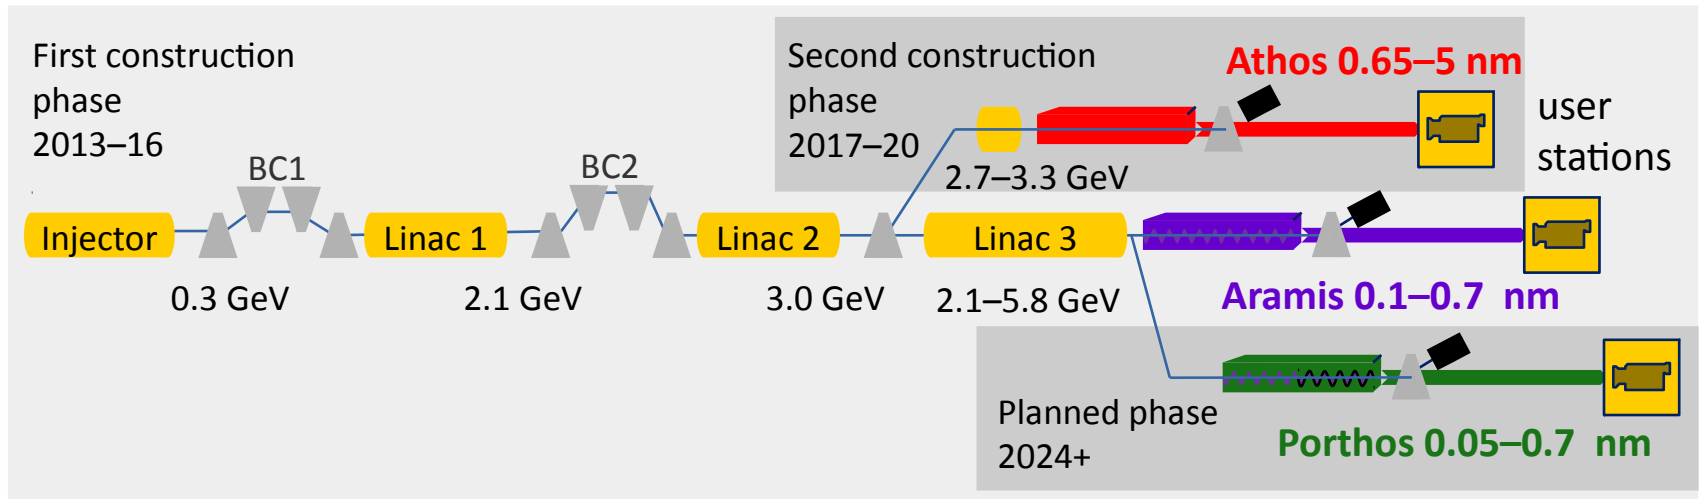 First construction
phase
2013–16
Second construction
phase
2017–20
Athos 0.65–5 nm
user
stations
2.7–3.3 GeV
BC1
BC2
Injector
Linac 1
Linac 2
Linac 3
0.3 GeV
2.1 GeV
3.0 GeV
2.1–5.8 GeV
Aramis 0.1–0.7 nm
Planned phase
2024+
Porthos 0.05–0.7 nm